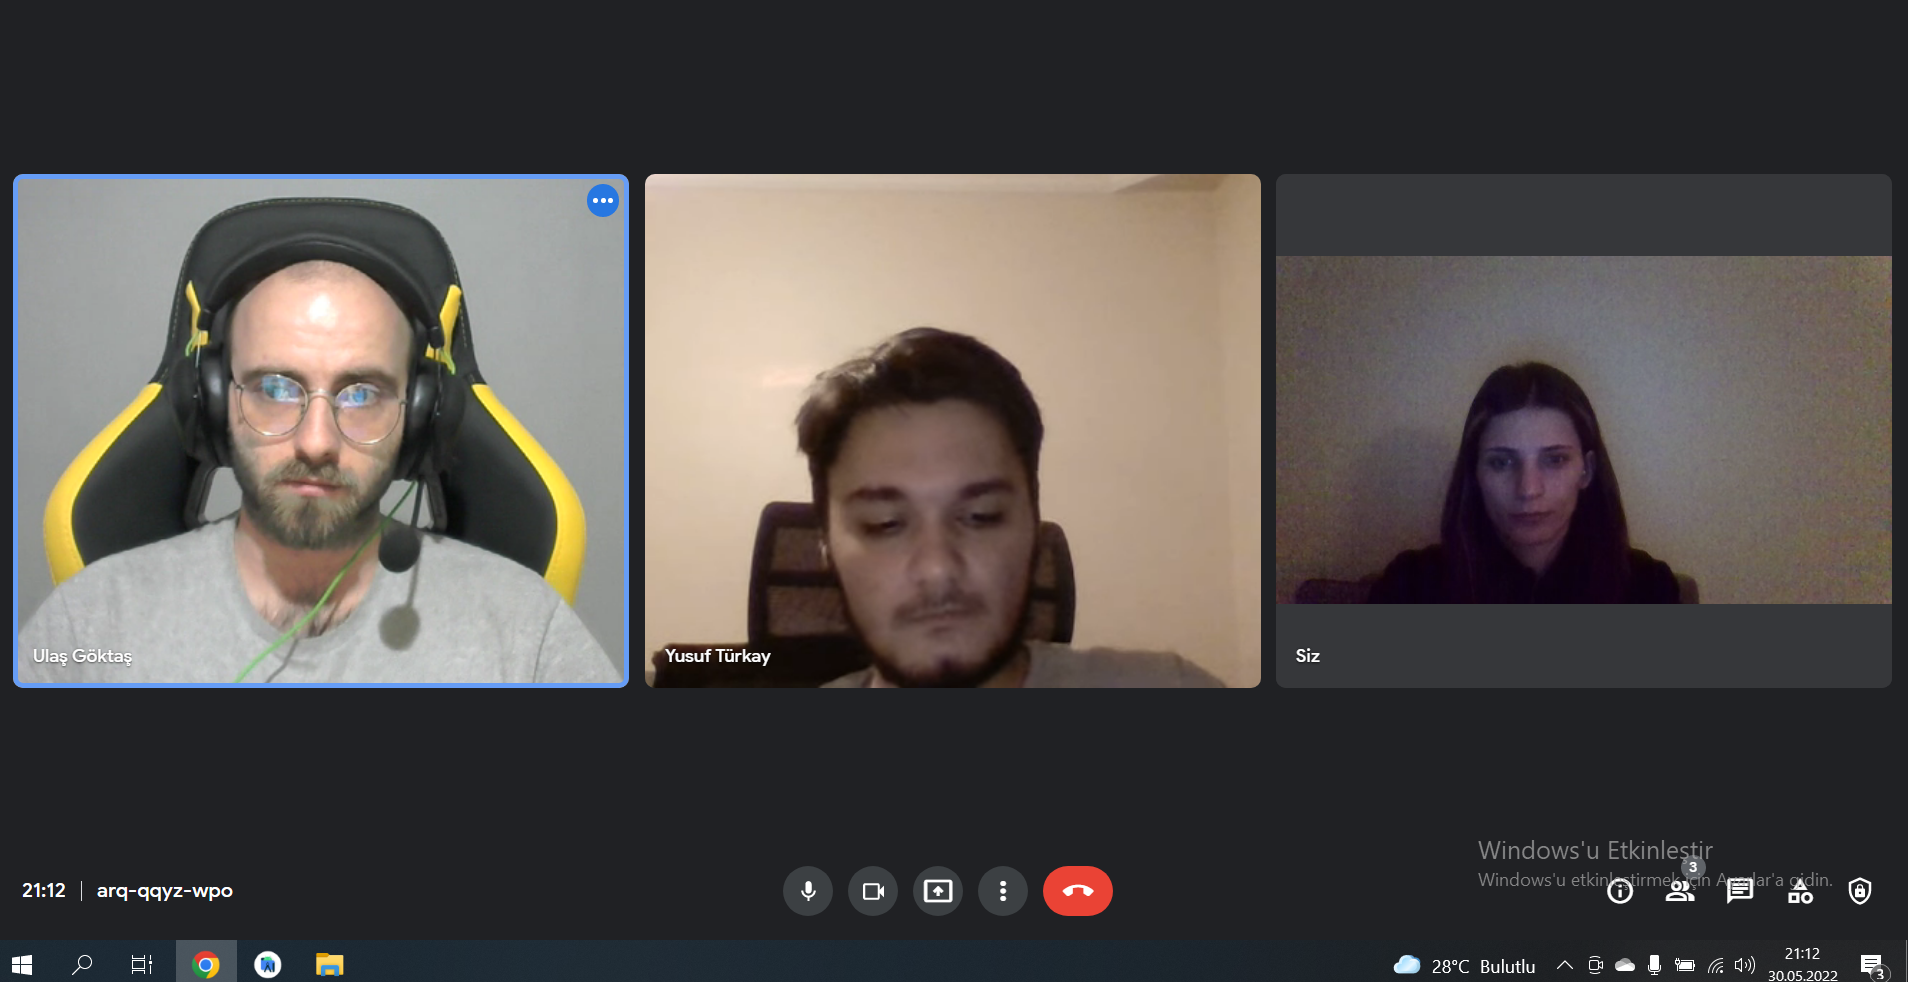 Ulaş Göktaş
Yusuf Türkay
Siz
Windows'u Etkinleştir
3
Windows'u etkinleştirmek için Ayarlar'a gidin.
21:12 | arq-qqyz-wpo
28°C Bulutlu
21:12
30.05.2022
3